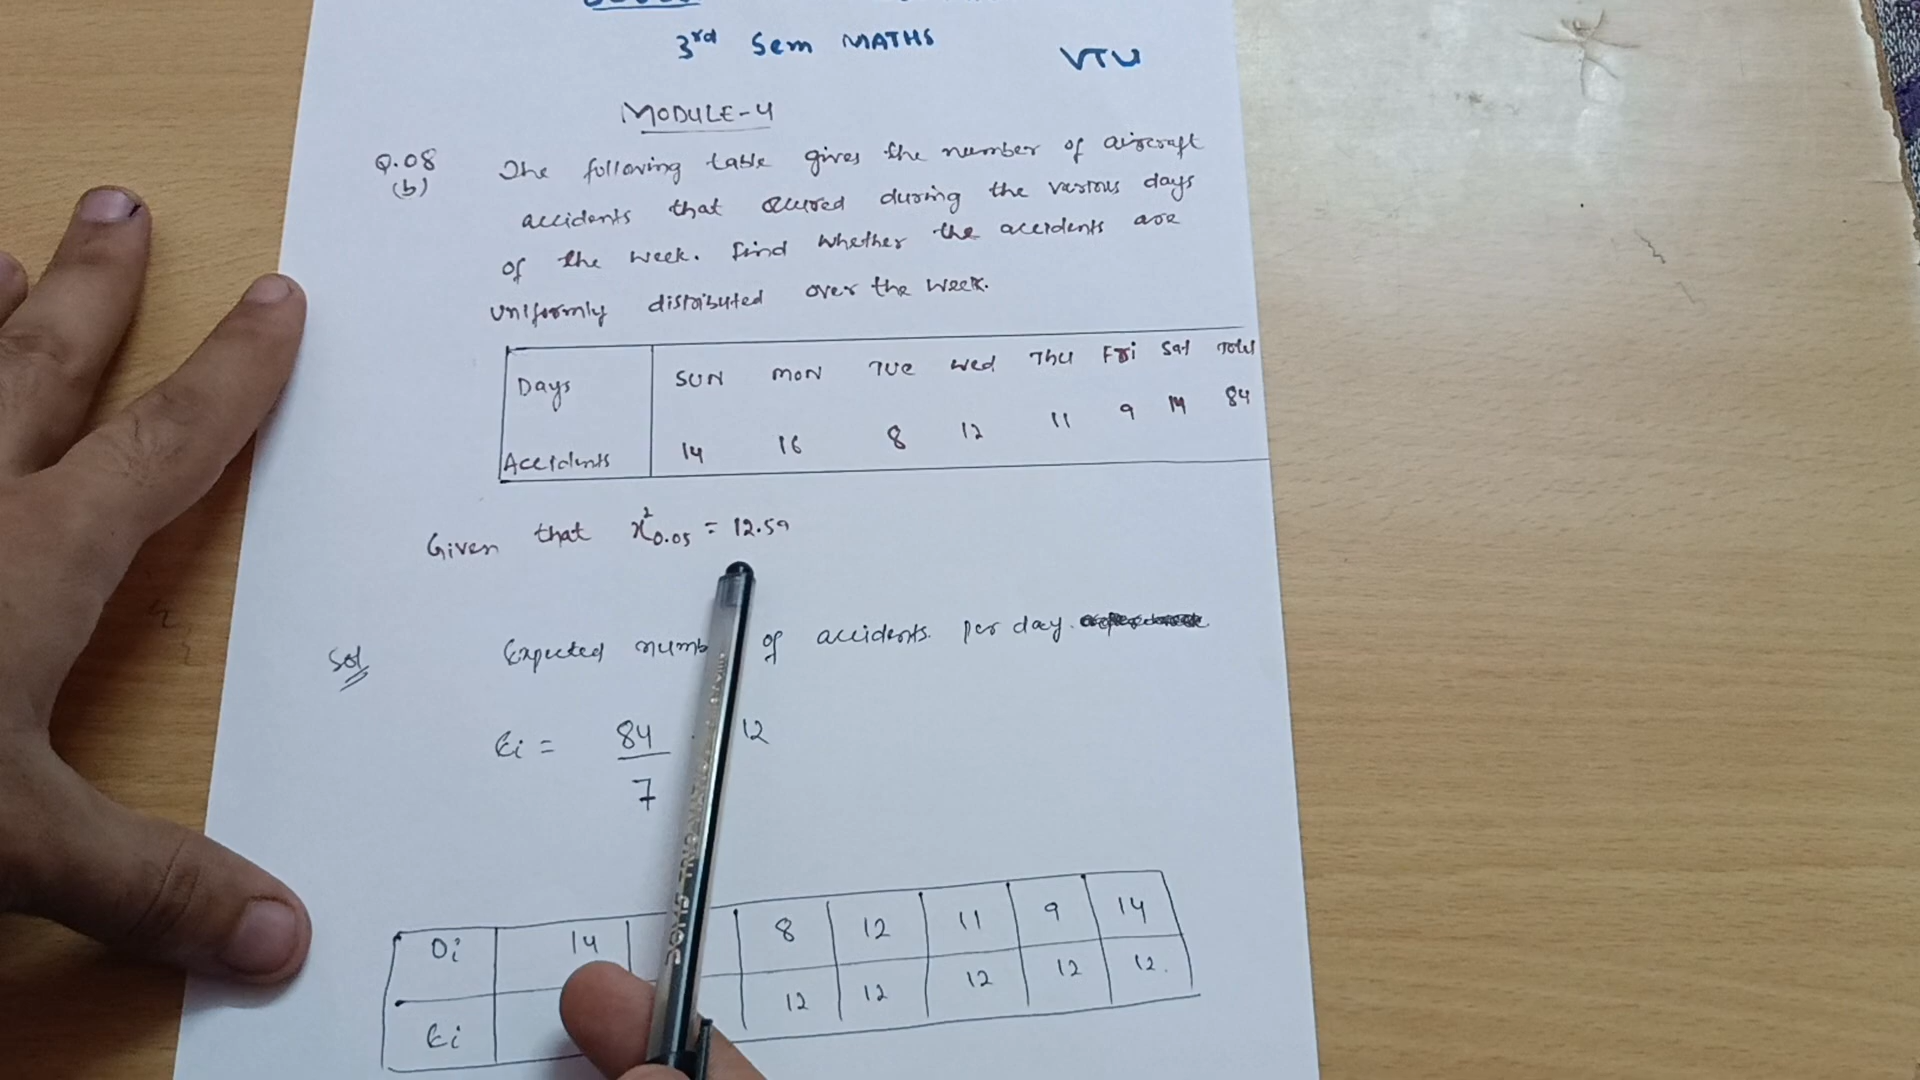 3rd Sem MATHS
VTU
MODULE-4
Q.08 (b) The following table gives the number of aircraft
accidents that occured during the various days
of the week. Find whether the accidents are
uniformly distributed over the week.
Days SUN MON TUE Wed Thu Fri Sat Total
Accidents 14 16 8 12 11 9 14 84
Given that χ²0.05 = 12.59
Sol Expected numb of accidents per day.
Ei = 84/7 12
Oi 14 8 12 11 9 14
Ei 12 12 12 12 12.